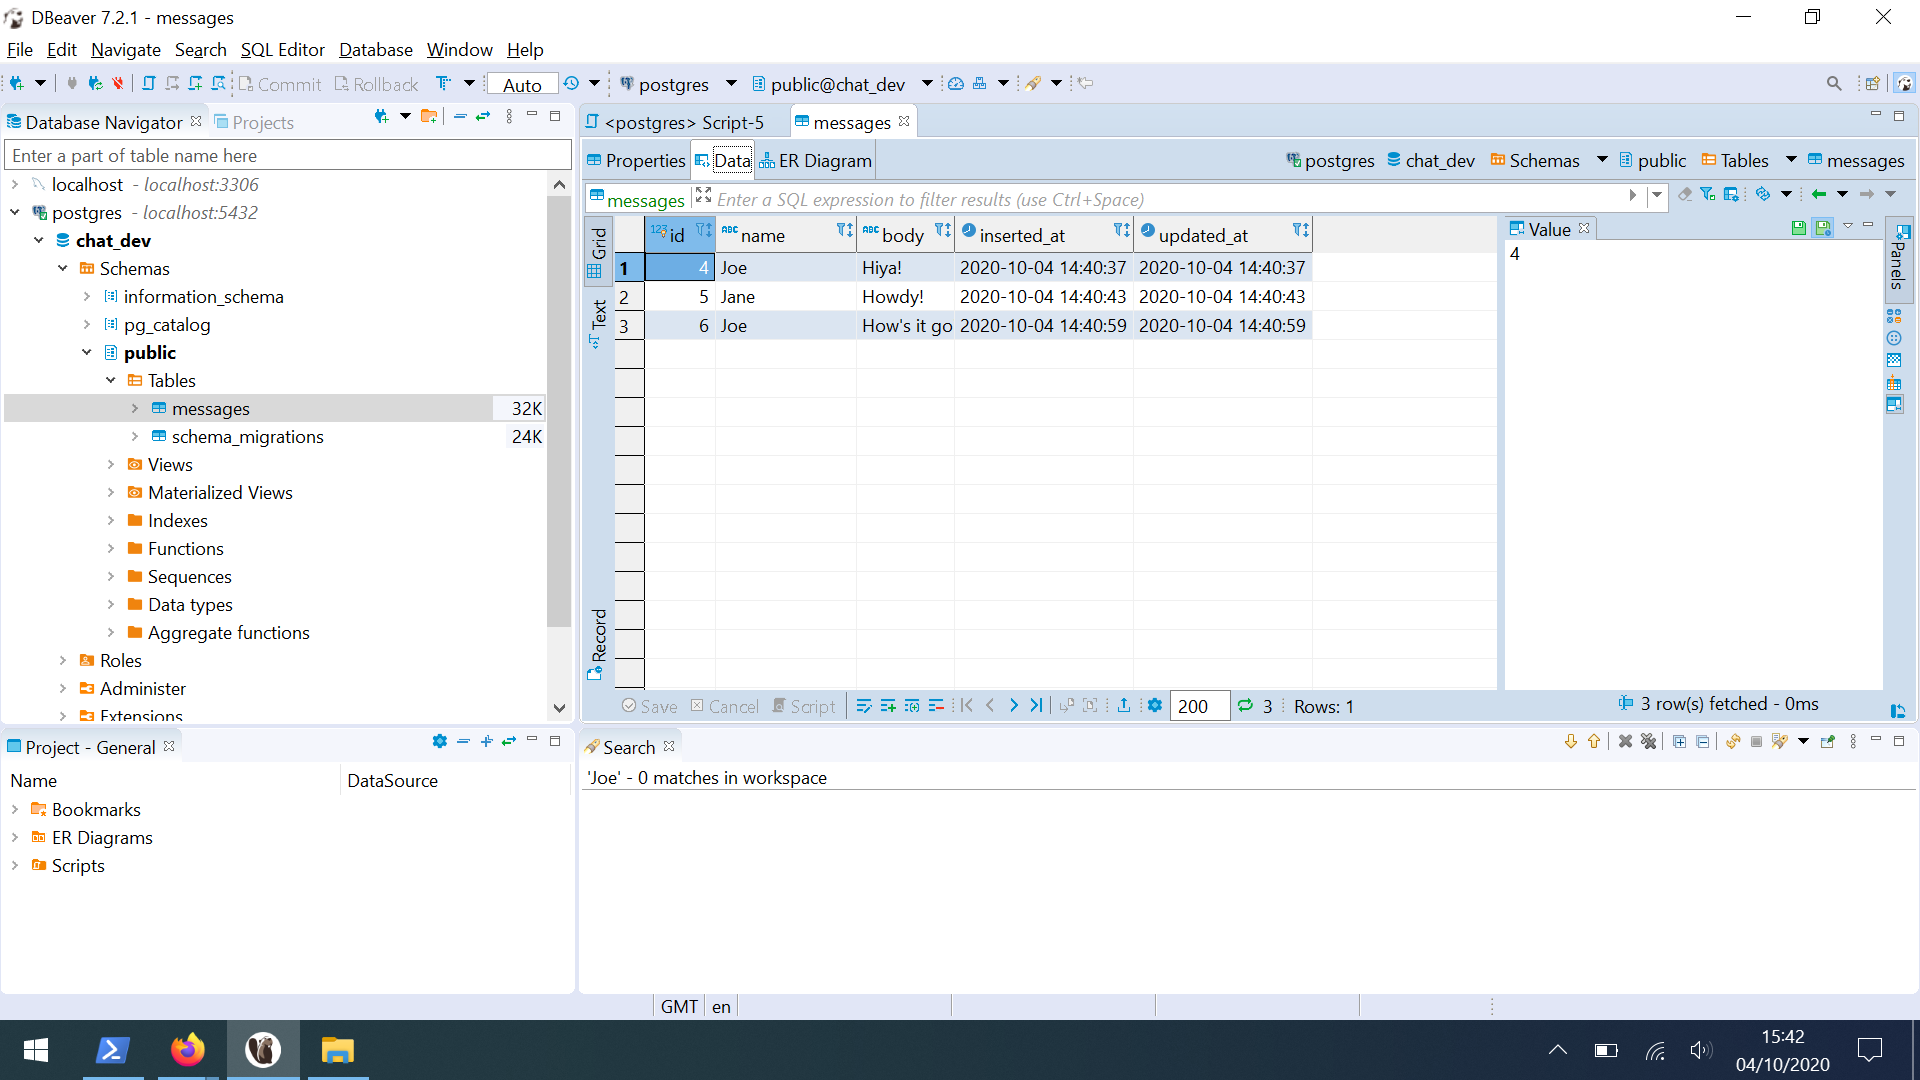 DBeaver 7.2.1 - messages
File Edit Navigate Search SQL Editor Database Window Help
Commit Rollback Auto postgres public@chat_dev
Database Navigator Projects
Enter a part of table name here
localhost - localhost:3306
postgres - localhost:5432
chat_dev
Schemas
information_schema
pg_catalog
public
Tables
messages 32K
schema_migrations 24K
Views
Materialized Views
Indexes
Functions
Sequences
Data types
Aggregate functions
Roles
Administer
Extensions
<postgres> Script-5 messages
Properties Data ER Diagram postgres chat_dev Schemas public Tables messages
messages Enter a SQL expression to filter results (use Ctrl+Space)
Grid
Text
Record
123 id ABC name ABC body inserted_at updated_at
1 4 Joe Hiya! 2020-10-04 14:40:37 2020-10-04 14:40:37
2 5 Jane Howdy! 2020-10-04 14:40:43 2020-10-04 14:40:43
3 6 Joe How's it go 2020-10-04 14:40:59 2020-10-04 14:40:59
Value
4
Panels
Save Cancel Script 200 3 Rows: 1
3 row(s) fetched - 0ms
Project - General
Name DataSource
Bookmarks
ER Diagrams
Scripts
Search
'Joe' - 0 matches in workspace
GMT en
15:42
04/10/2020